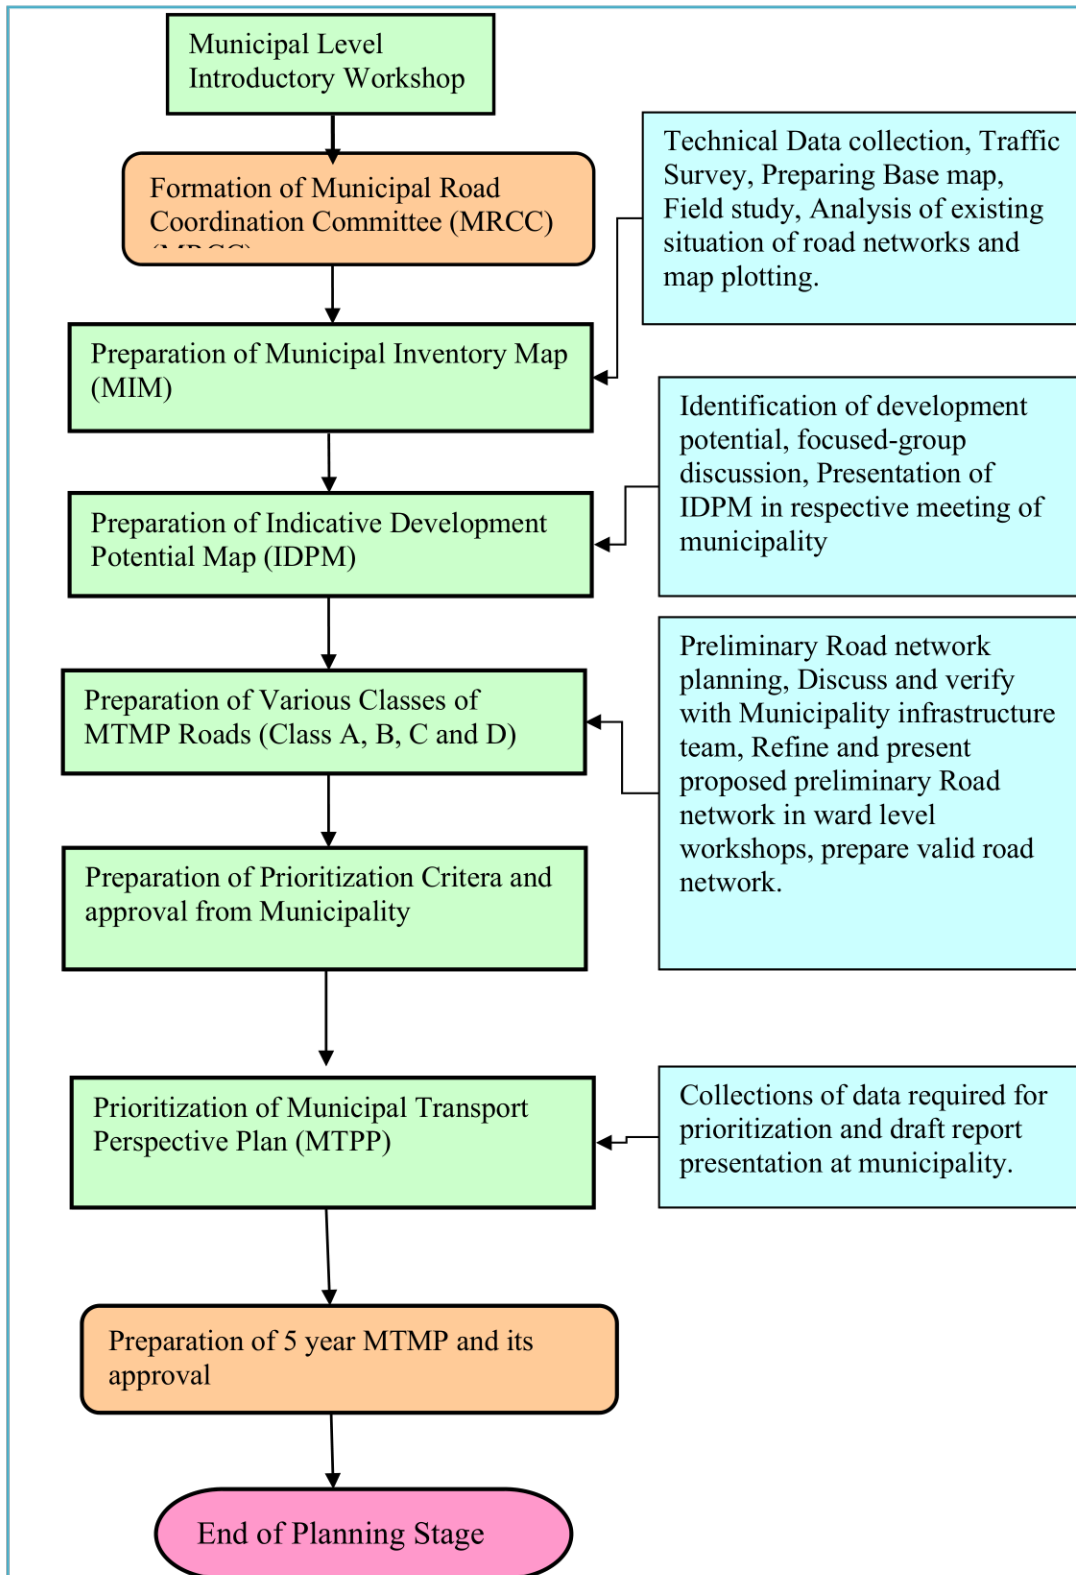 Municipal Level
Introductory Workshop
Technical Data collection, Traffic
Survey, Preparing Base map,
Field study, Analysis of existing
situation of road networks and
map plotting.
Formation of Municipal Road
Coordination Committee (MRCC)
(MRCC)
Preparation of Municipal Inventory Map
(MIM)
Identification of development
potential, focused-group
discussion, Presentation of
IDPM in respective meeting of
municipality
Preparation of Indicative Development
Potential Map (IDPM)
Preliminary Road network
planning, Discuss and verify
with Municipality infrastructure
team, Refine and present
proposed preliminary Road
network in ward level
workshops, prepare valid road
network.
Preparation of Various Classes of
MTMP Roads (Class A, B, C and D)
Preparation of Prioritization Critera and
approval from Municipality
Prioritization of Municipal Transport
Perspective Plan (MTPP)
Collections of data required for
prioritization and draft report
presentation at municipality.
Preparation of 5 year MTMP and its
approval
End of Planning Stage